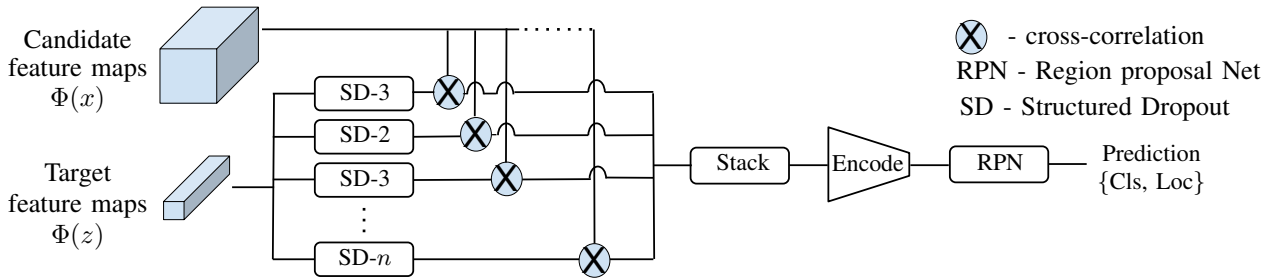 Candidate
feature maps
Φ(x)
Target
feature maps
Φ(z)
SD-3
SD-2
SD-3
SD-n
Stack
Encode
RPN
Prediction
{Cls, Loc}
X - cross-correlation
RPN - Region proposal Net
SD - Structured Dropout